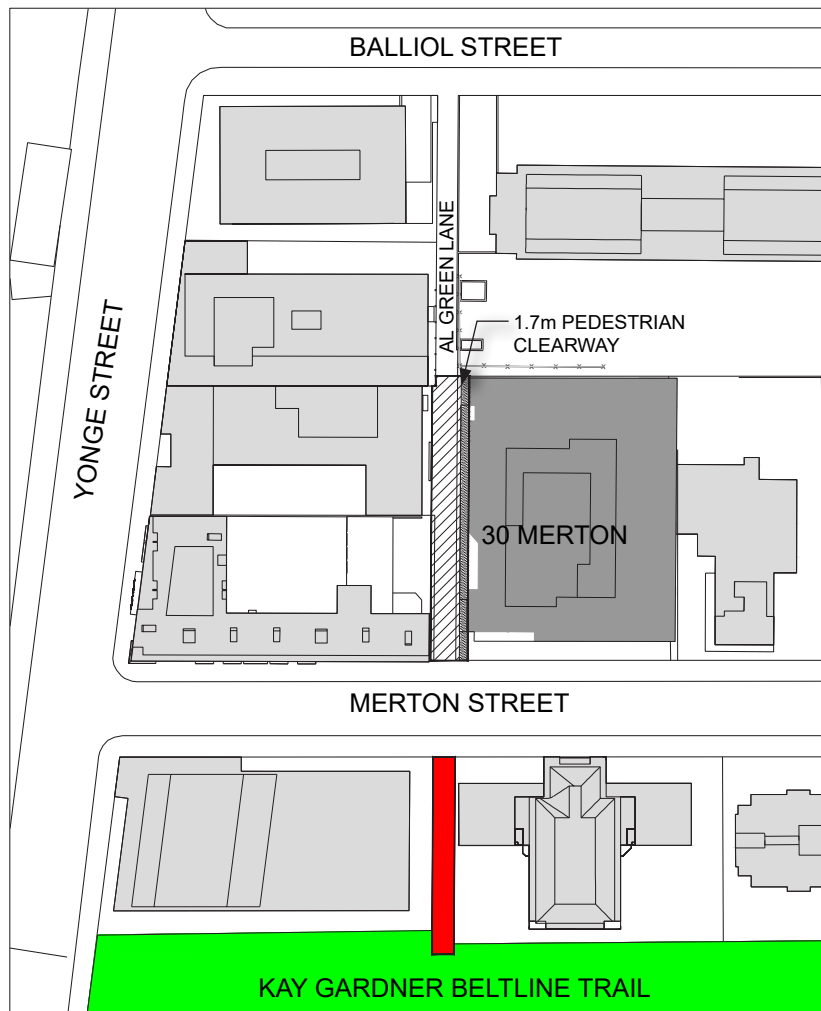 BALLIOL STREET
AL GREEN LANE
YONGE STREET
1.7m PEDESTRIAN
CLEARWAY
30 MERTON
MERTON STREET
KAY GARDNER BELTLINE TRAIL